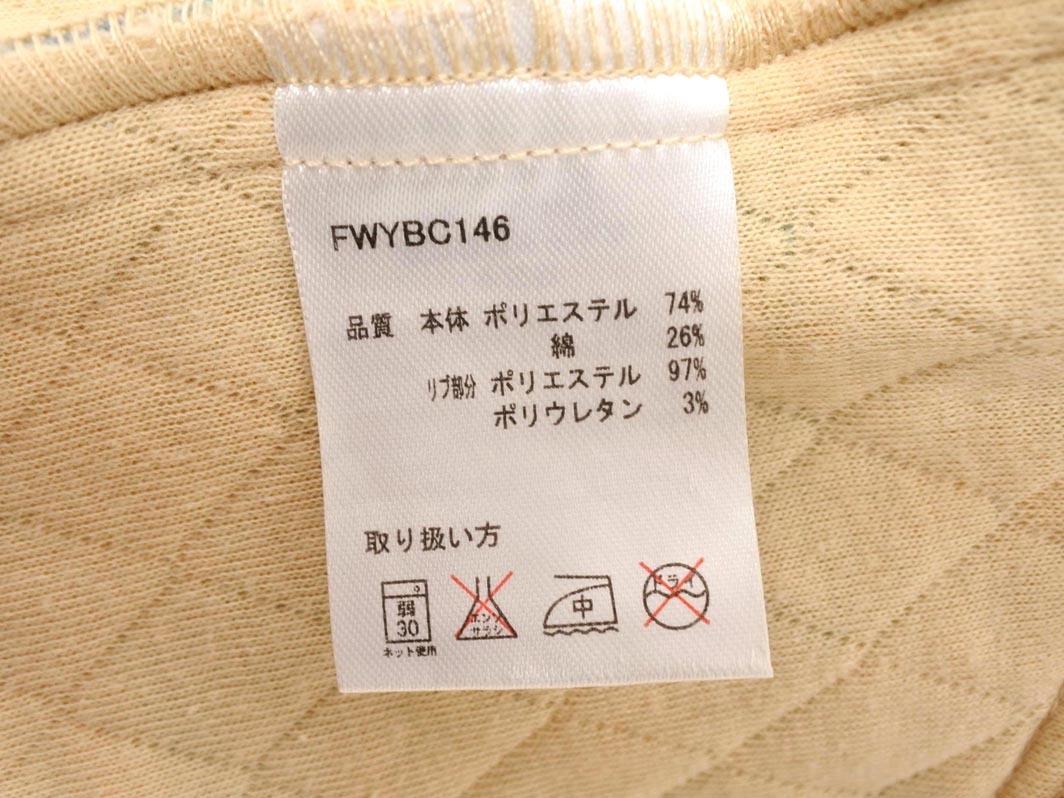 FWYBC146
品質 本体 ポリエステル 74%
綿 26%
リブ部分 ポリエステル 97%
ポリウレタン 3%
取り扱い方
弱 30 ネット使用
エンソ サラシ
中
ドライ